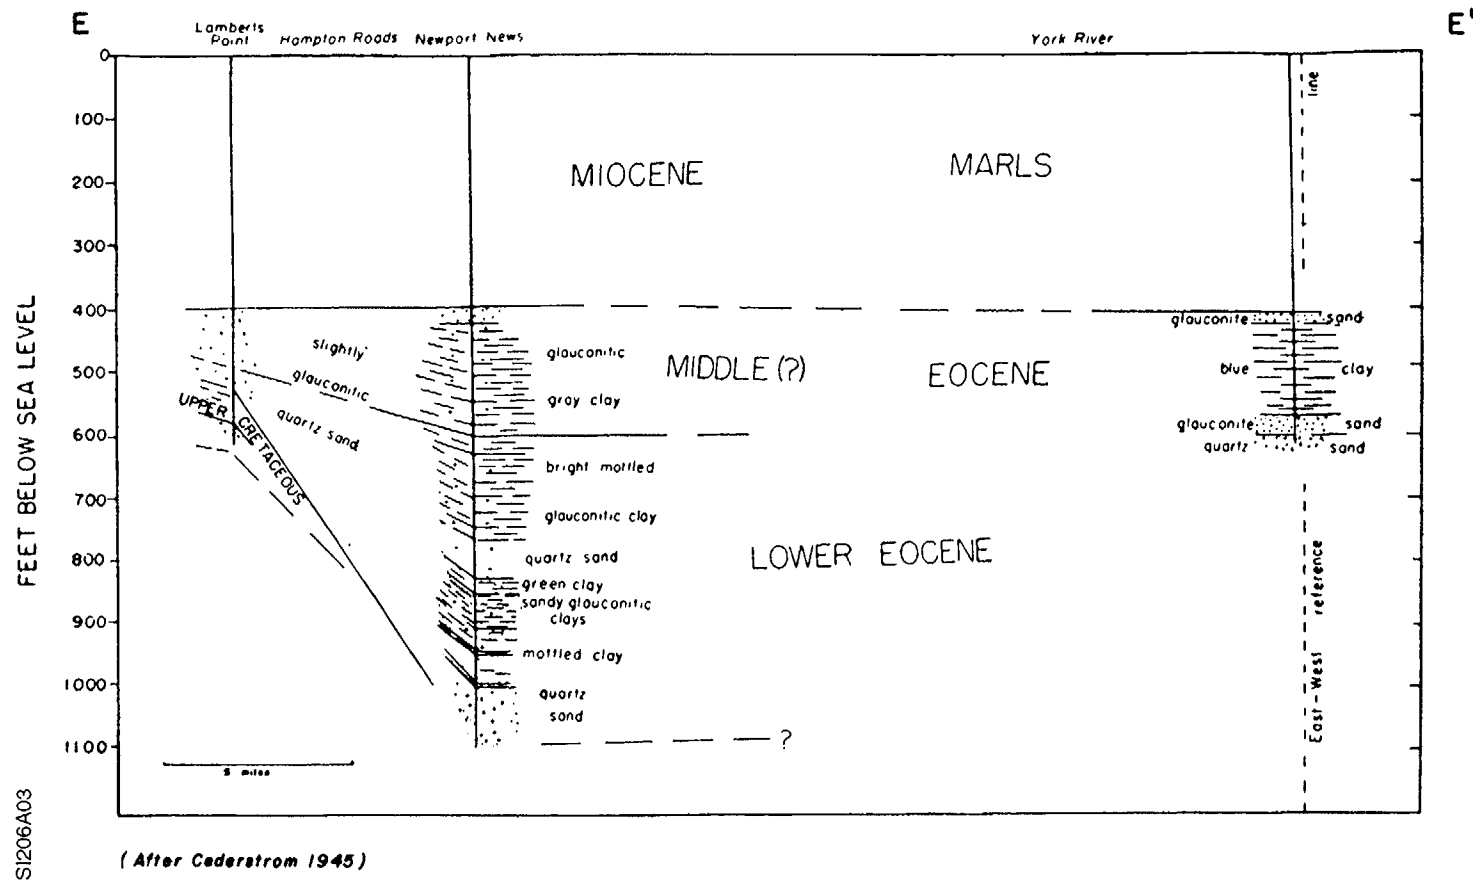 E
E'
Lamberts
Point
Hampton Roads
Newport News
York River
0
100
200
300
400
500
600
700
800
900
1000
1100
FEET BELOW SEA LEVEL
MIOCENE MARLS
line
slightly
glauconitic
quartz sand
UPPER CRETACEOUS
glauconitic
gray clay
MIDDLE (?) EOCENE
bright mottled
glauconitic clay
quartz sand
green clay
sandy glauconitic
clays
mottled clay
quartz
sand
LOWER EOCENE
?
glauconite sand
blue clay
glauconite sand
quartz sand
East-West reference
5 miles
(After Cederstrom 1945)
SI206A03